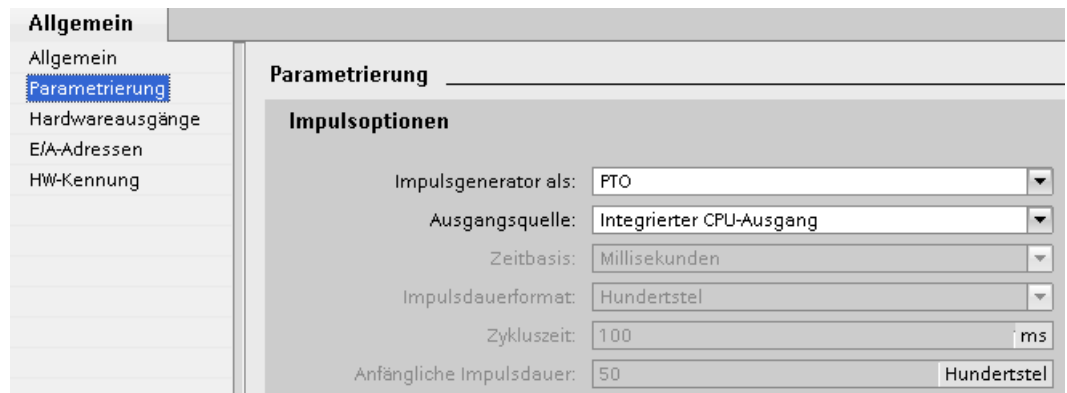 Allgemein
Allgemein
Parametrierung
Hardwareausgänge
E/A-Adressen
HW-Kennung
Parametrierung
Impulsoptionen
Impulsgenerator als: PTO
Ausgangsquelle: Integrierter CPU-Ausgang
Zeitbasis: Millisekunden
Impulsdauerformat: Hundertstel
Zykluszeit: 100 ms
Anfängliche Impulsdauer: 50 Hundertstel